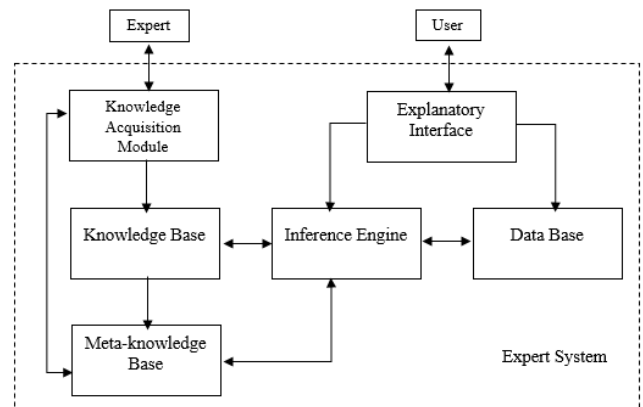 Expert
User
Knowledge
Acquisition
Module
Explanatory
Interface
Knowledge Base
Inference Engine
Data Base
Meta-knowledge
Base
Expert System